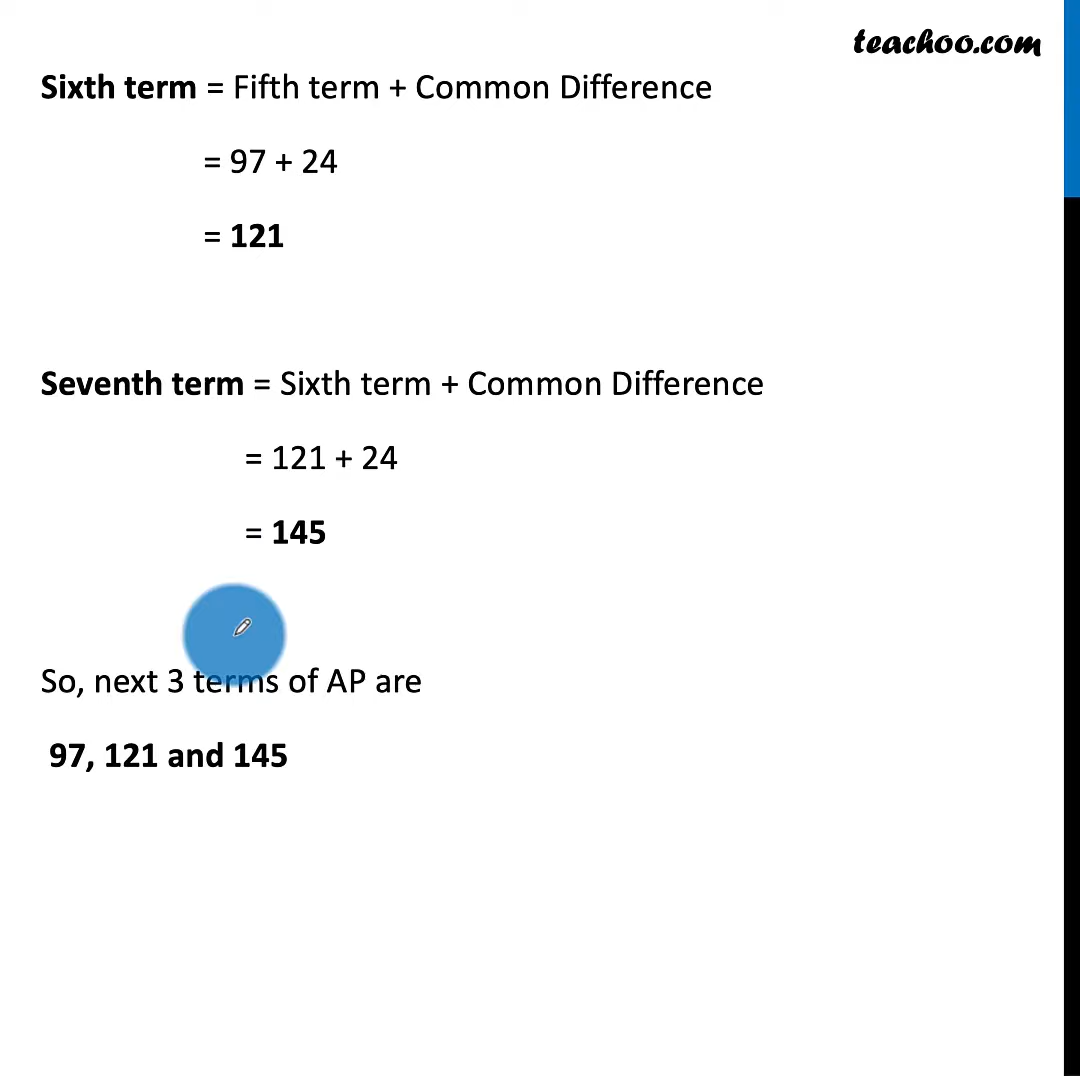 teachoo.com
Sixth term = Fifth term + Common Difference
= 97 + 24
= 121
Seventh term = Sixth term + Common Difference
= 121 + 24
= 145
So, next 3 terms of AP are
97, 121 and 145